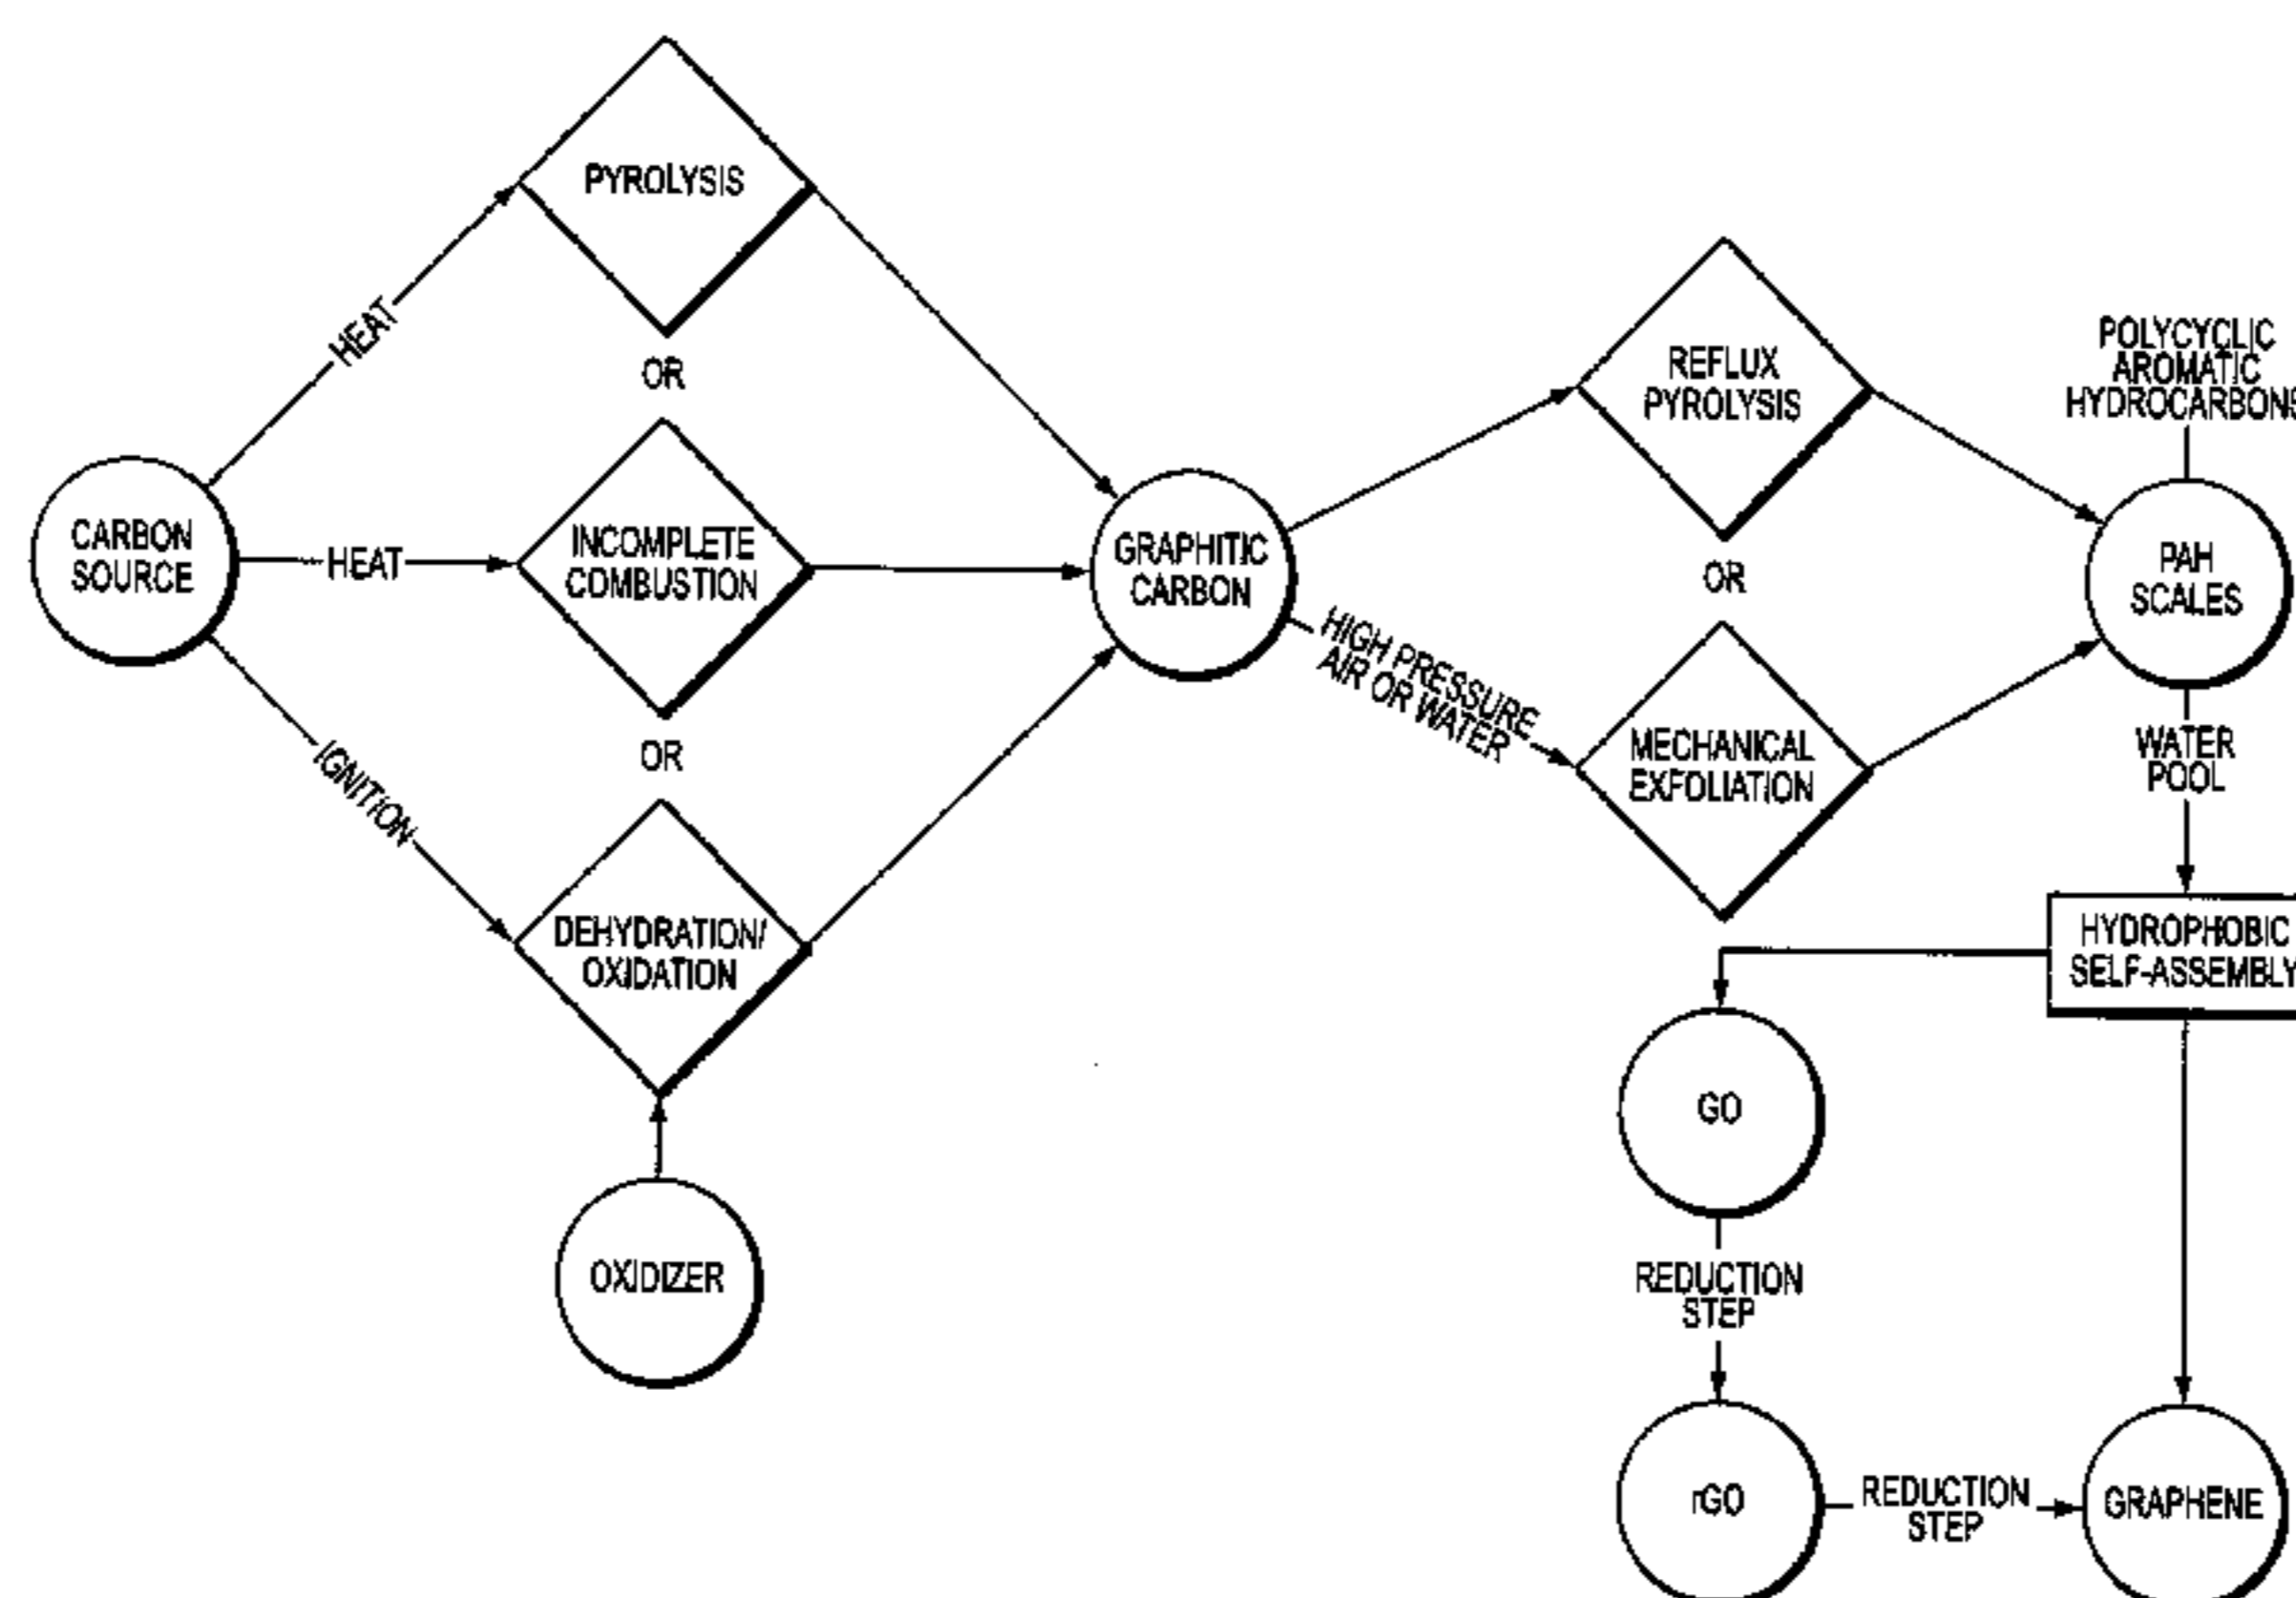 PYROLYSIS
HEAT
OR
CARBON
SOURCE
HEAT
INCOMPLETE
COMBUSTION
OR
IGNITION
DEHYDRATION/
OXIDATION
OXIDIZER
GRAPHITIC
CARBON
REFLUX
PYROLYSIS
OR
HIGH PRESSURE
AIR OR WATER
MECHANICAL
EXFOLIATION
POLYCYCLIC
AROMATIC
HYDROCARBONS
PAH
SCALES
WATER
POOL
HYDROPHOBIC
SELF-ASSEMBLY
GO
REDUCTION
STEP
rGO
REDUCTION
STEP
GRAPHENE